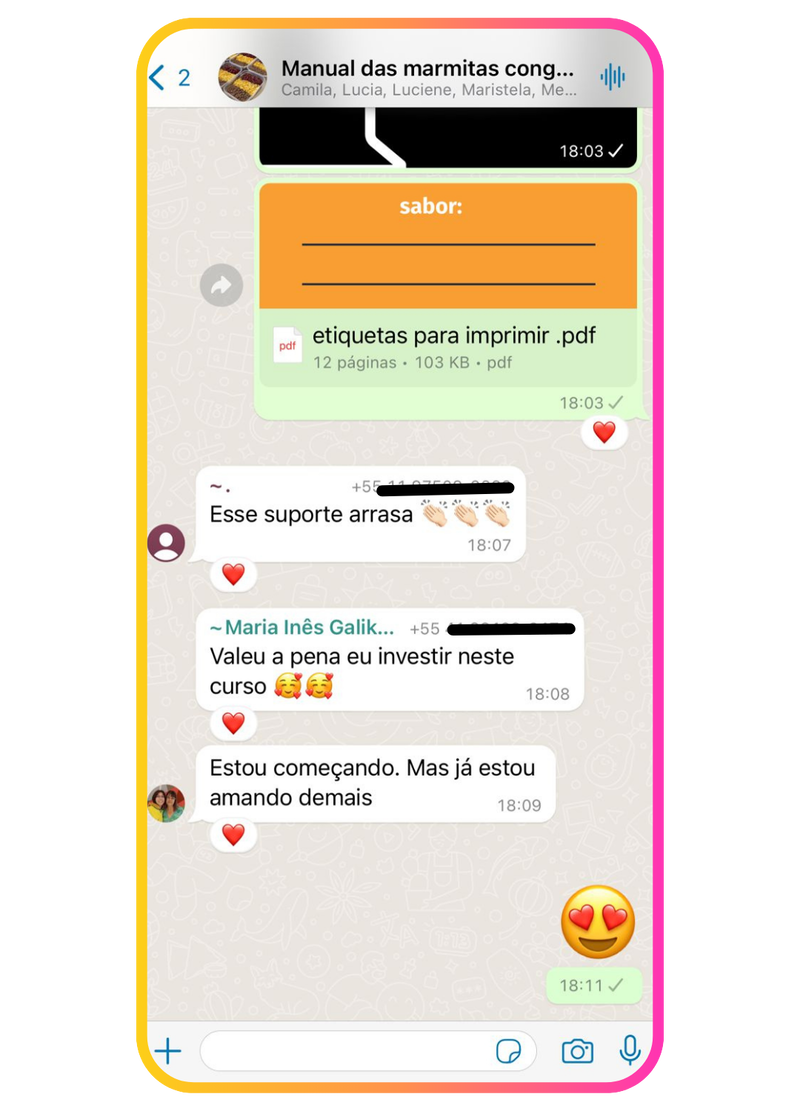 2
Manual das marmitas cong...
Camila, Lucia, Luciene, Maristela, Me...
18:03
sabor:
pdf
etiquetas para imprimir .pdf
12 páginas • 103 KB • pdf
18:03
~. +55
Esse suporte arrasa 👏🏻👏🏻👏🏻
18:07
~Maria Inês Galik... +55
Valeu a pena eu investir neste
curso 🥰🥰
18:08
Estou começando. Mas já estou
amando demais
18:09
18:11